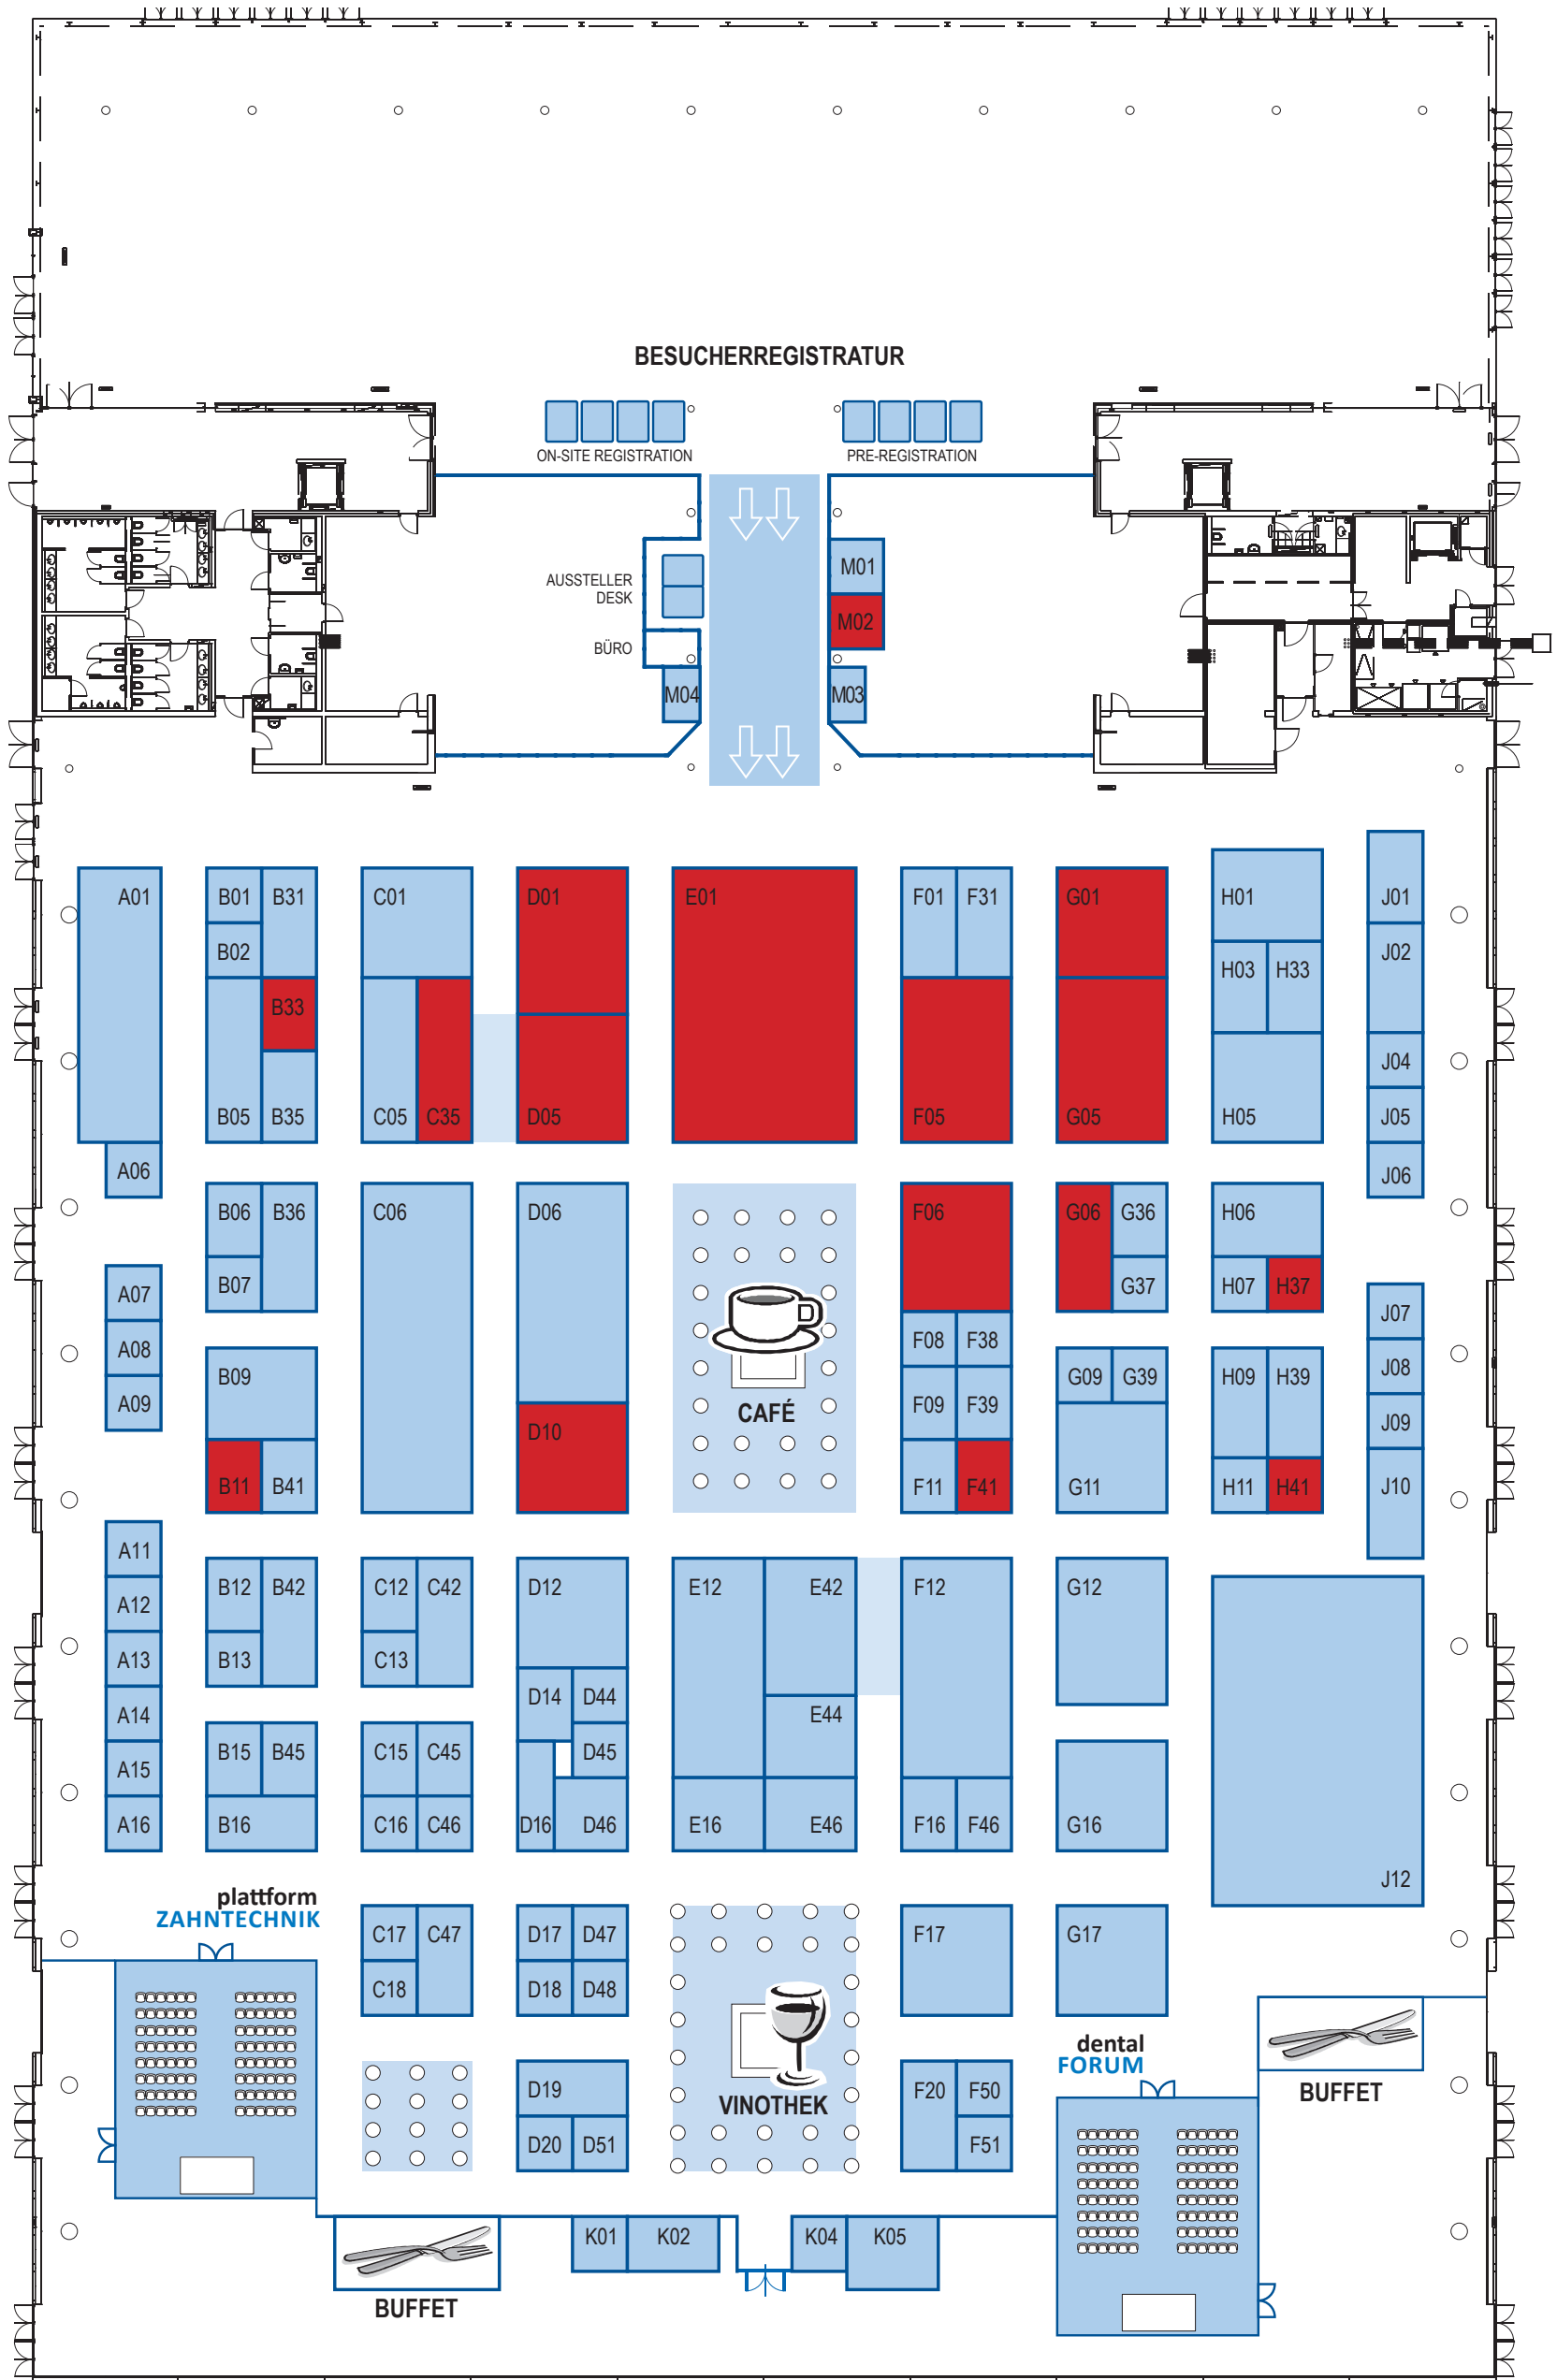 BESUCHERREGISTRATUR
ON-SITE REGISTRATION
PRE-REGISTRATION
AUSSTELLER
DESK
BÜRO
M01
M02
M04
M03
A01
B01
B31
C01
D01
E01
F01
F31
G01
H01
J01
B02
J02
H03
H33
B33
J04
B05
B35
C05
C35
D05
F05
G05
H05
J05
A06
J06
B06
B36
C06
D06
F06
G06
G36
H06
A07
B07
G37
H07
H37
J07
A08
F08
F38
J08
B09
G09
G39
H09
H39
A09
F09
F39
J09
CAFÉ
D10
B11
B41
F11
F41
G11
H11
H41
J10
A11
A12
B12
B42
C12
C42
D12
E12
E42
F12
G12
A13
B13
C13
A14
D14
D44
E44
A15
B15
B45
C15
C45
D45
A16
B16
C16
C46
D16
D46
E16
E46
F16
F46
G16
J12
plattform
ZAHNTECHNIK
C17
C47
D17
D47
F17
G17
C18
D18
D48
dental
FORUM
BUFFET
VINOTHEK
D19
F20
F50
D20
D51
F51
K01
K02
K04
K05
BUFFET